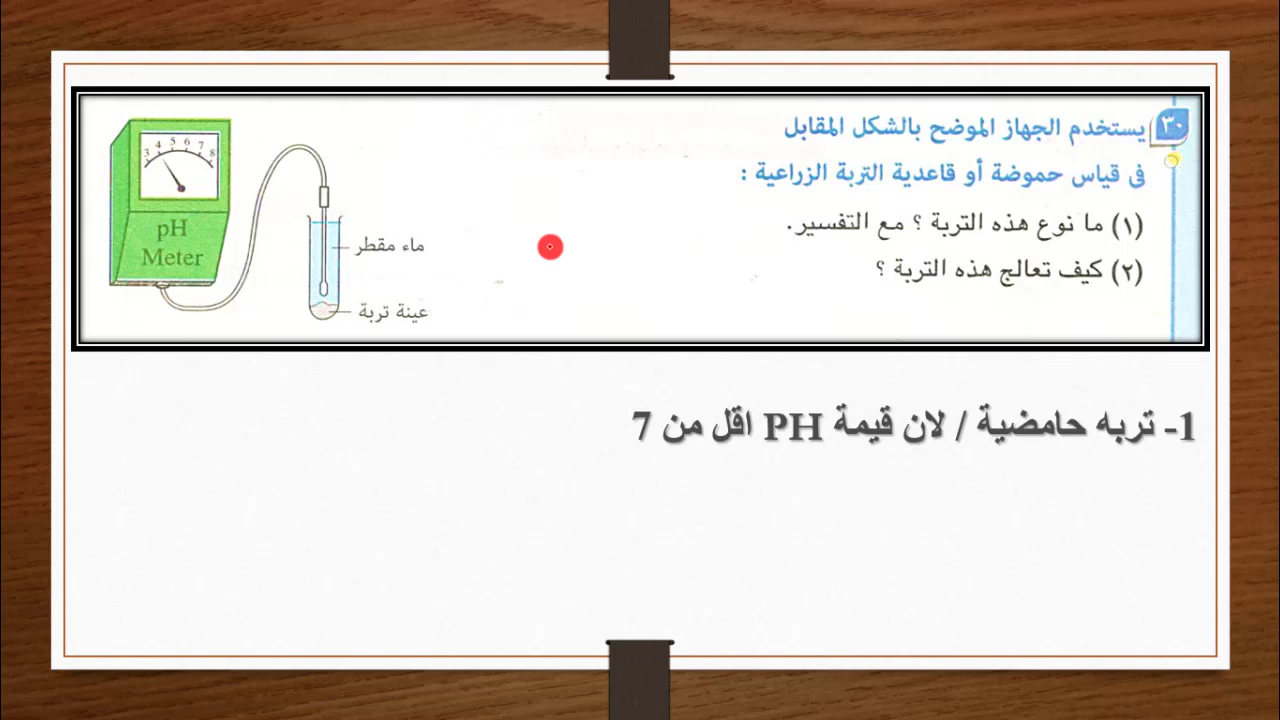 ٣٠ يستخدم الجهاز الموضح بالشكل المقابل
فى قياس حموضة أو قاعدية التربة الزراعية :
(١) ما نوع هذه التربة ؟ مع التفسير.
(٢) كيف تعالج هذه التربة ؟
3 4 5 6 7 8
pH
Meter
ماء مقطر
عينة تربة
1- تربه حامضية / لان قيمة PH اقل من 7